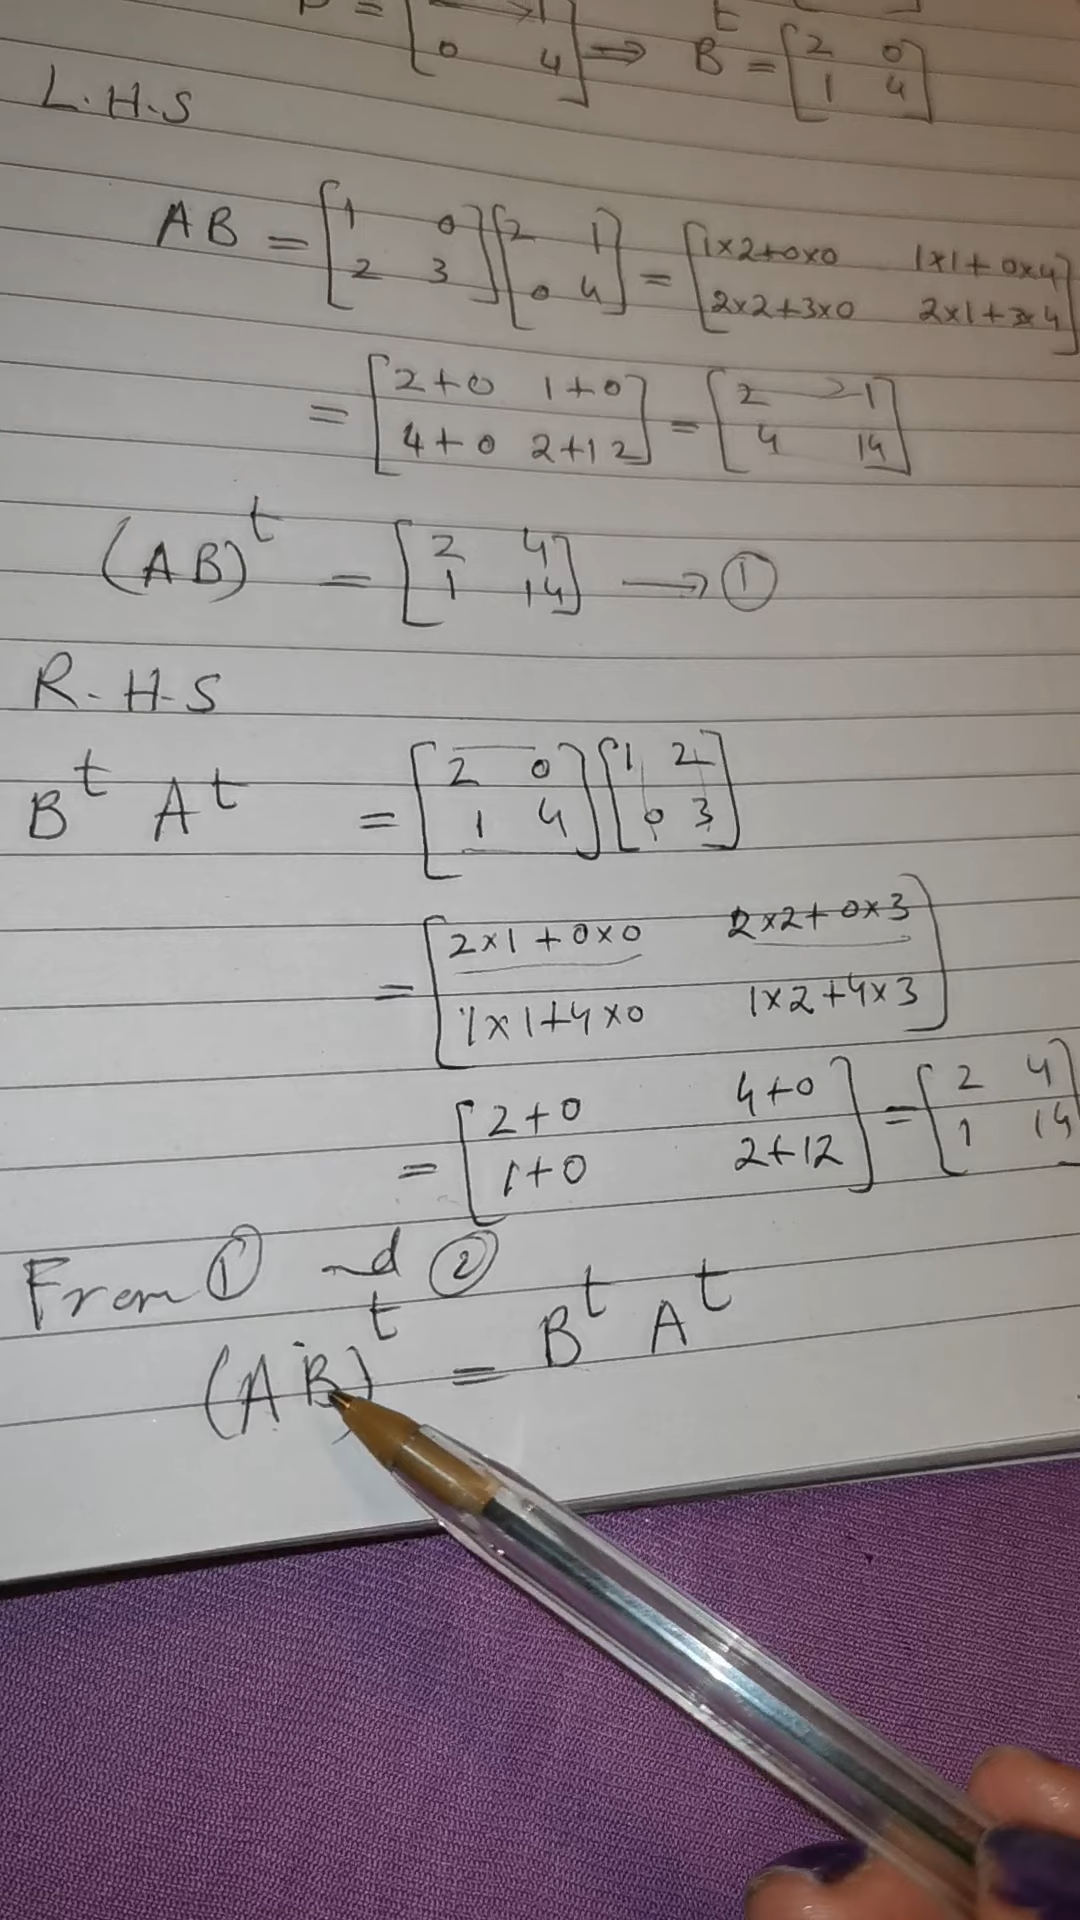 0 4] ⇒ B^t = [2 0
1 4]
L.H.S
AB = [1 0
2 3] [2 1
0 4] = [1×2+0×0 1×1+0×4
2×2+3×0 2×1+3×4]
= [2+0 1+0
4+0 2+12] = [2 1
4 14]
(AB)^t = [2 4
1 14] → ①
R.H.S
B^t A^t = [2 0
1 4] [1 2
0 3]
= [2×1+0×0 2×2+0×3
1×1+4×0 1×2+4×3]
= [2+0 4+0
1+0 2+12] = [2 4
1 14]
From ① nd ②
(AB)^t = B^t A^t